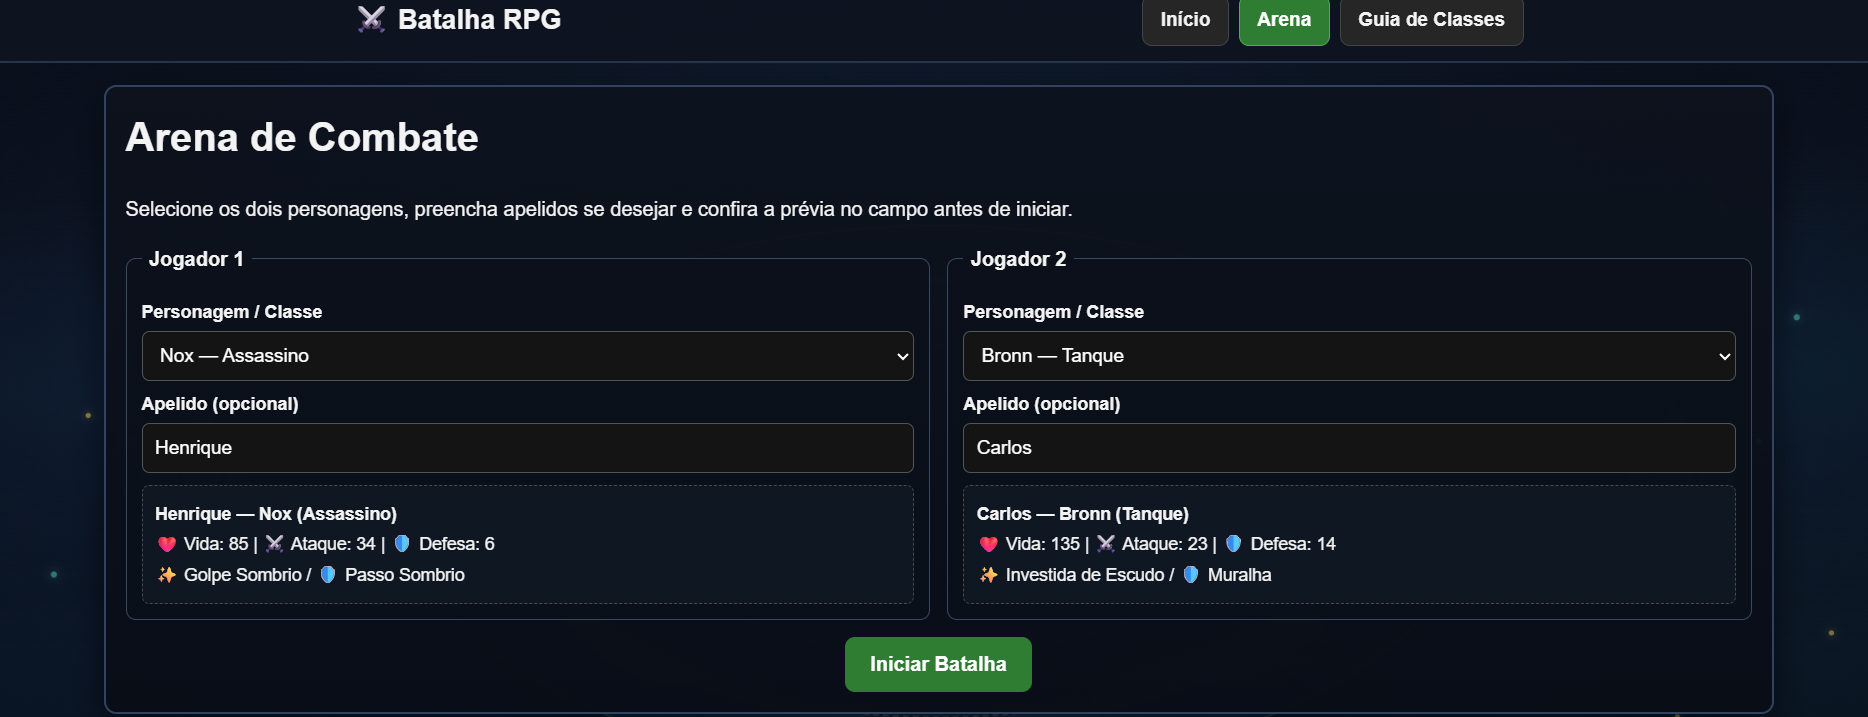 Batalha RPG
Início
Arena
Guia de Classes
Arena de Combate
Selecione os dois personagens, preencha apelidos se desejar e confira a prévia no campo antes de iniciar.
Jogador 1
Personagem / Classe
Nox — Assassino
Apelido (opcional)
Henrique
Henrique — Nox (Assassino)
Vida: 85 | Ataque: 34 | Defesa: 6
Golpe Sombrio / Passo Sombrio
Jogador 2
Personagem / Classe
Bronn — Tanque
Apelido (opcional)
Carlos
Carlos — Bronn (Tanque)
Vida: 135 | Ataque: 23 | Defesa: 14
Investida de Escudo / Muralha
Iniciar Batalha